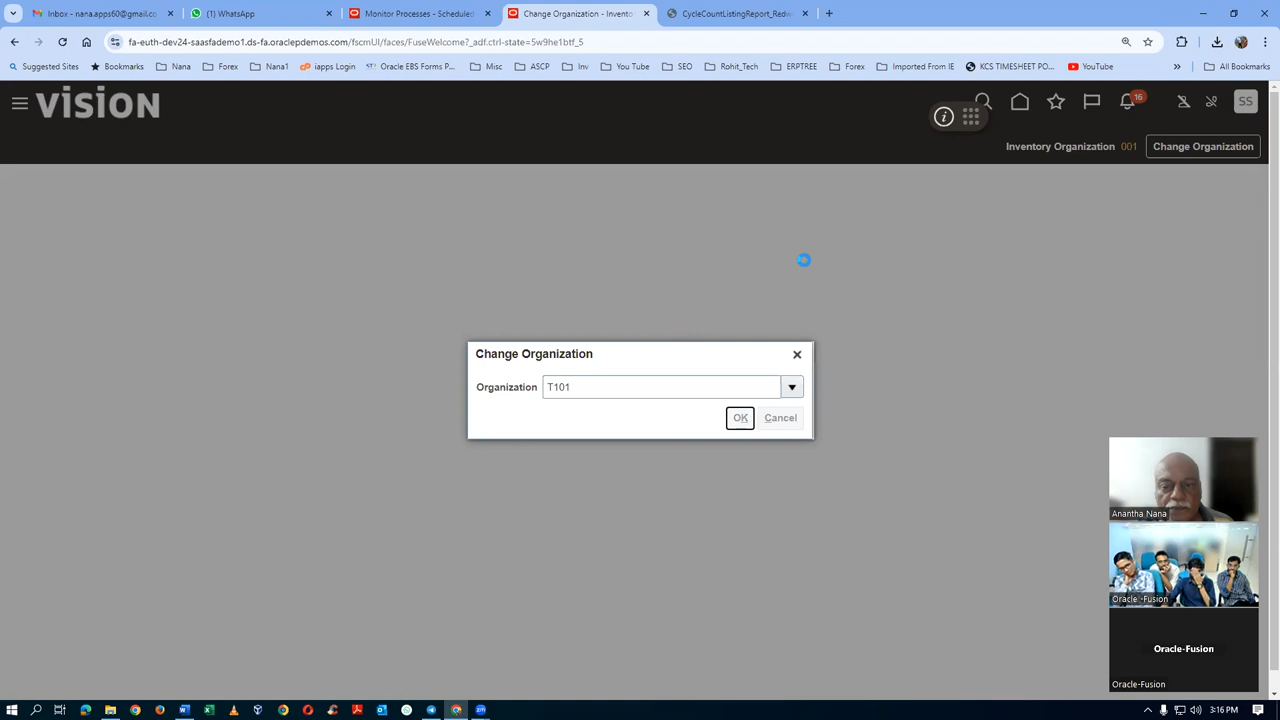 Inbox - nana.apps60@gmail.co
(1) WhatsApp
Monitor Processes - Scheduled
Change Organization - Invento
CycleCountListingReport_Redw
fa-euth-dev24-saasfademo1.ds-fa.oraclepdemos.com/fscmUI/faces/FuseWelcome?_adf.ctrl-state=5w9he1btf_5
Suggested Sites
Bookmarks
Nana
Forex
Nana1
iapps Login
Oracle EBS Forms P...
Misc
ASCP
Inv
You Tube
SEO
Rohit_Tech
ERPTREE
Forex
Imported From IE
KCS TIMESHEET PO...
YouTube
»
All Bookmarks
vision
16
SS
Inventory Organization 001
Change Organization
Change Organization
Organization
T101
OK
Cancel
Anantha Nana
Oracle -Fusion
Oracle-Fusion
Oracle-Fusion
3:16 PM